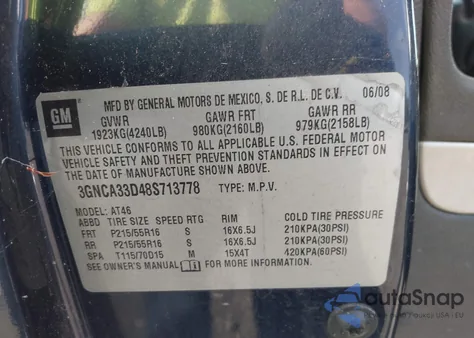 GM
MFD BY GENERAL MOTORS DE MEXICO, S. DE R.L. DE C.V. 06/08
GVWR GAWR FRT GAWR RR
1923KG(4240LB) 980KG(2160LB) 979KG(2158LB)
THIS VEHICLE CONFORMS TO ALL APPLICABLE U.S. FEDERAL MOTOR
VEHICLE SAFETY AND THEFT PREVENTION STANDARDS IN EFFECT ON
THE DATE OF MANUFACTURE SHOWN ABOVE.
3GNCA33D48S713778 TYPE: M.P.V.
MODEL: AT46
ABBD TIRE SIZE SPEED RTG RIM COLD TIRE PRESSURE
FRT P215/55R16 S 16X6.5J 210KPA(30PSI)
RR P215/55R16 S 16X6.5J 210KPA(30PSI)
SPA T115/70D15 M 15X4T 420KPA(60PSI)
SEE OWNER'S MANUAL FOR MORE INFORMATION
autoSnap